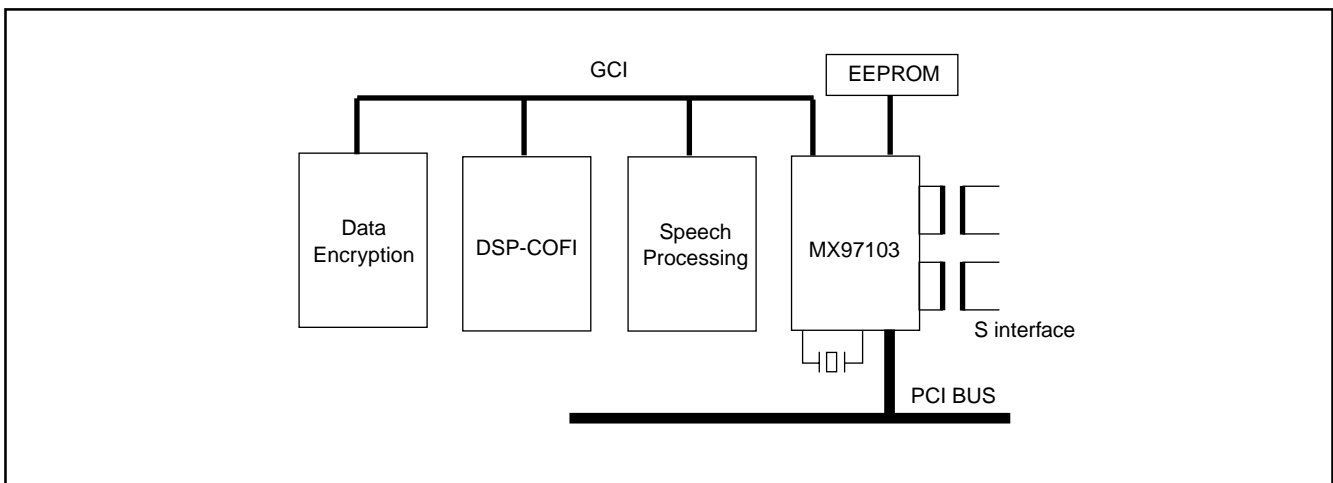 GCI
EEPROM
Data
Encryption
DSP-COFI
Speech
Processing
MX97103
S interface
PCI BUS